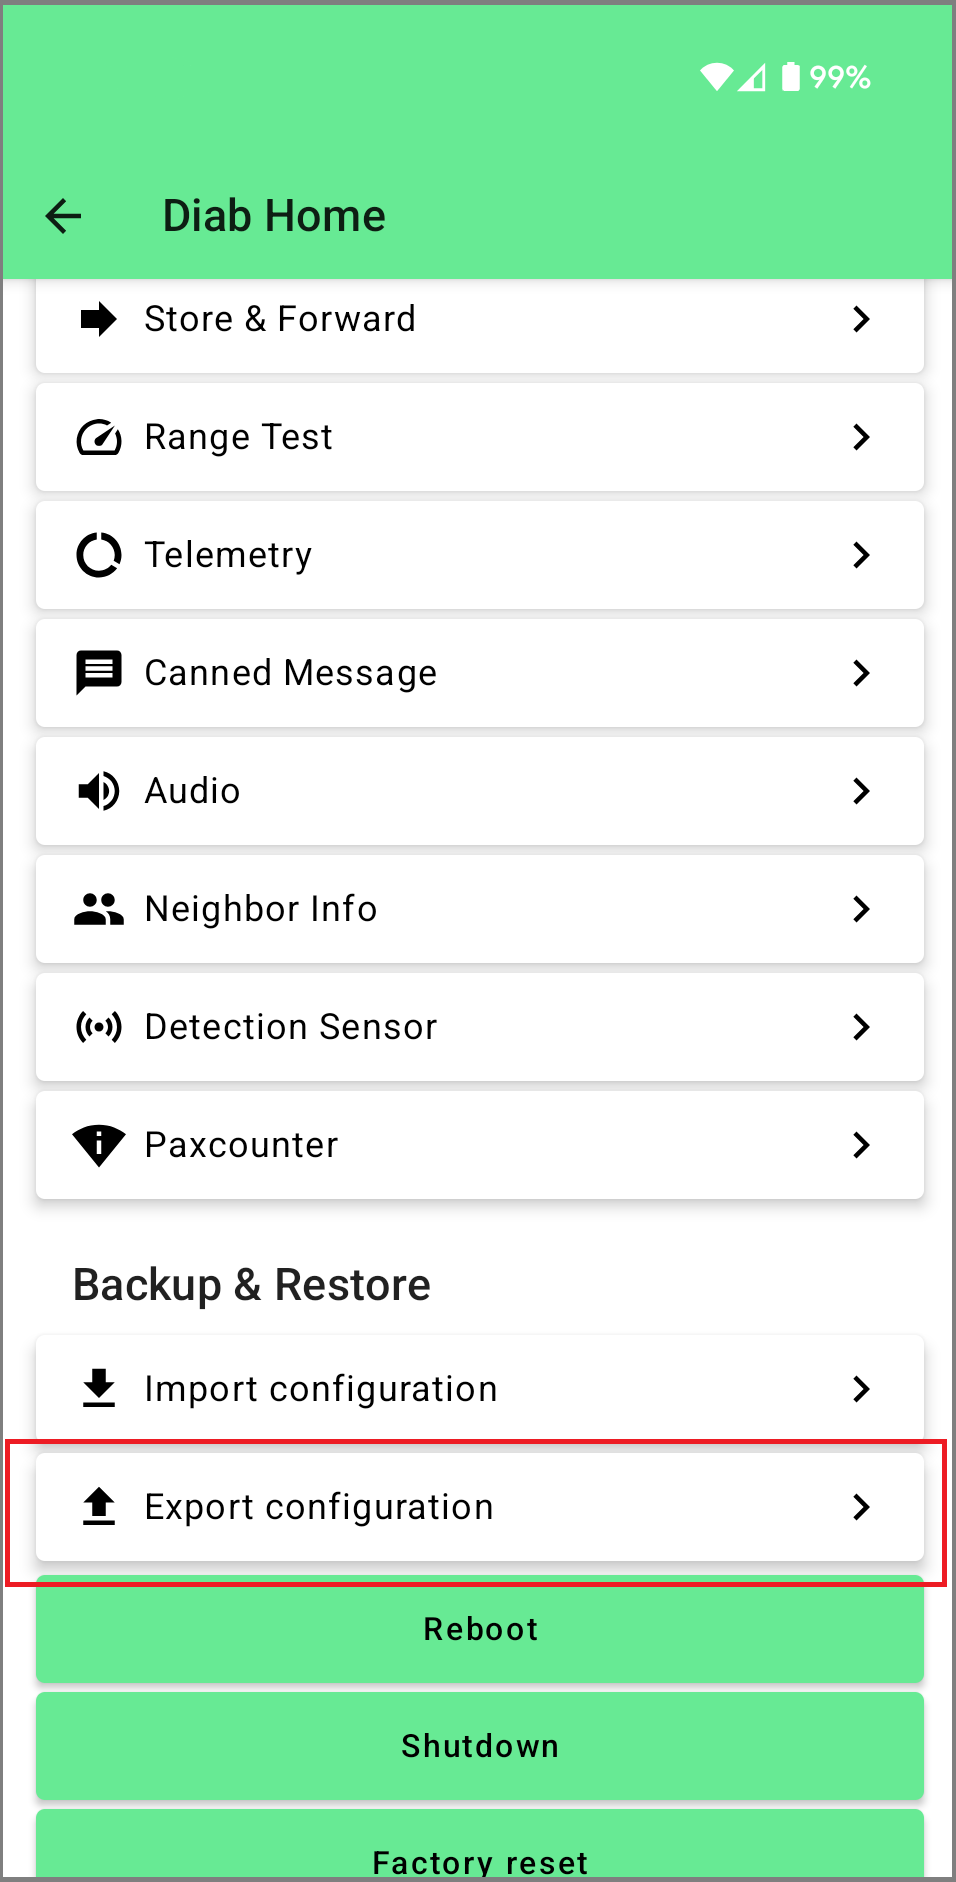 99%
Diab Home
Store & Forward
Range Test
Telemetry
Canned Message
Audio
Neighbor Info
Detection Sensor
Paxcounter
Backup & Restore
Import configuration
Export configuration
Reboot
Shutdown
Factory reset